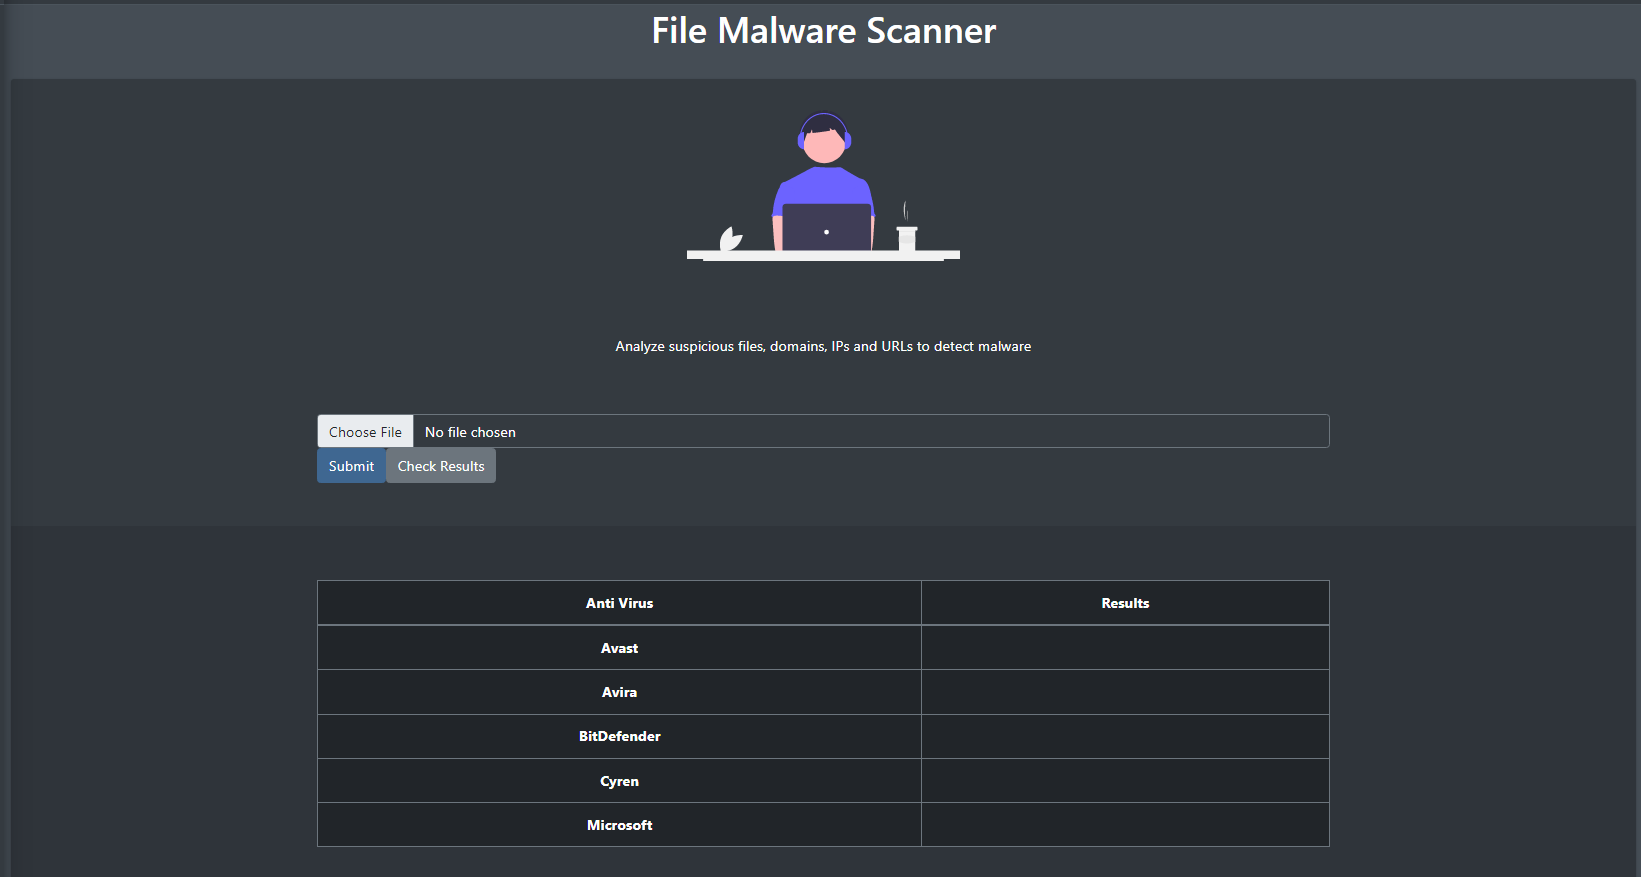 File Malware Scanner
Analyze suspicious files, domains, IPs and URLs to detect malware
Choose File No file chosen
Submit Check Results
Anti Virus Results
Avast
Avira
BitDefender
Cyren
Microsoft